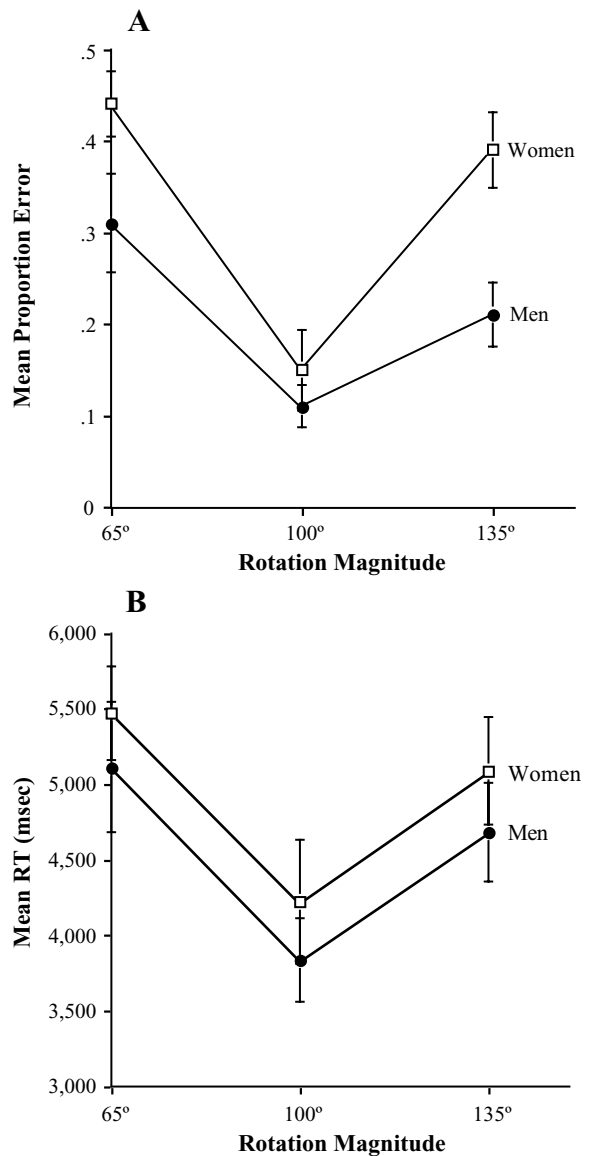 A
.5
.4
.3
.2
.1
0
Mean Proportion Error
Women
Men
65º
100º
135º
Rotation Magnitude
B
6,000
5,500
5,000
4,500
4,000
3,500
3,000
Mean RT (msec)
Women
Men
65º
100º
135º
Rotation Magnitude